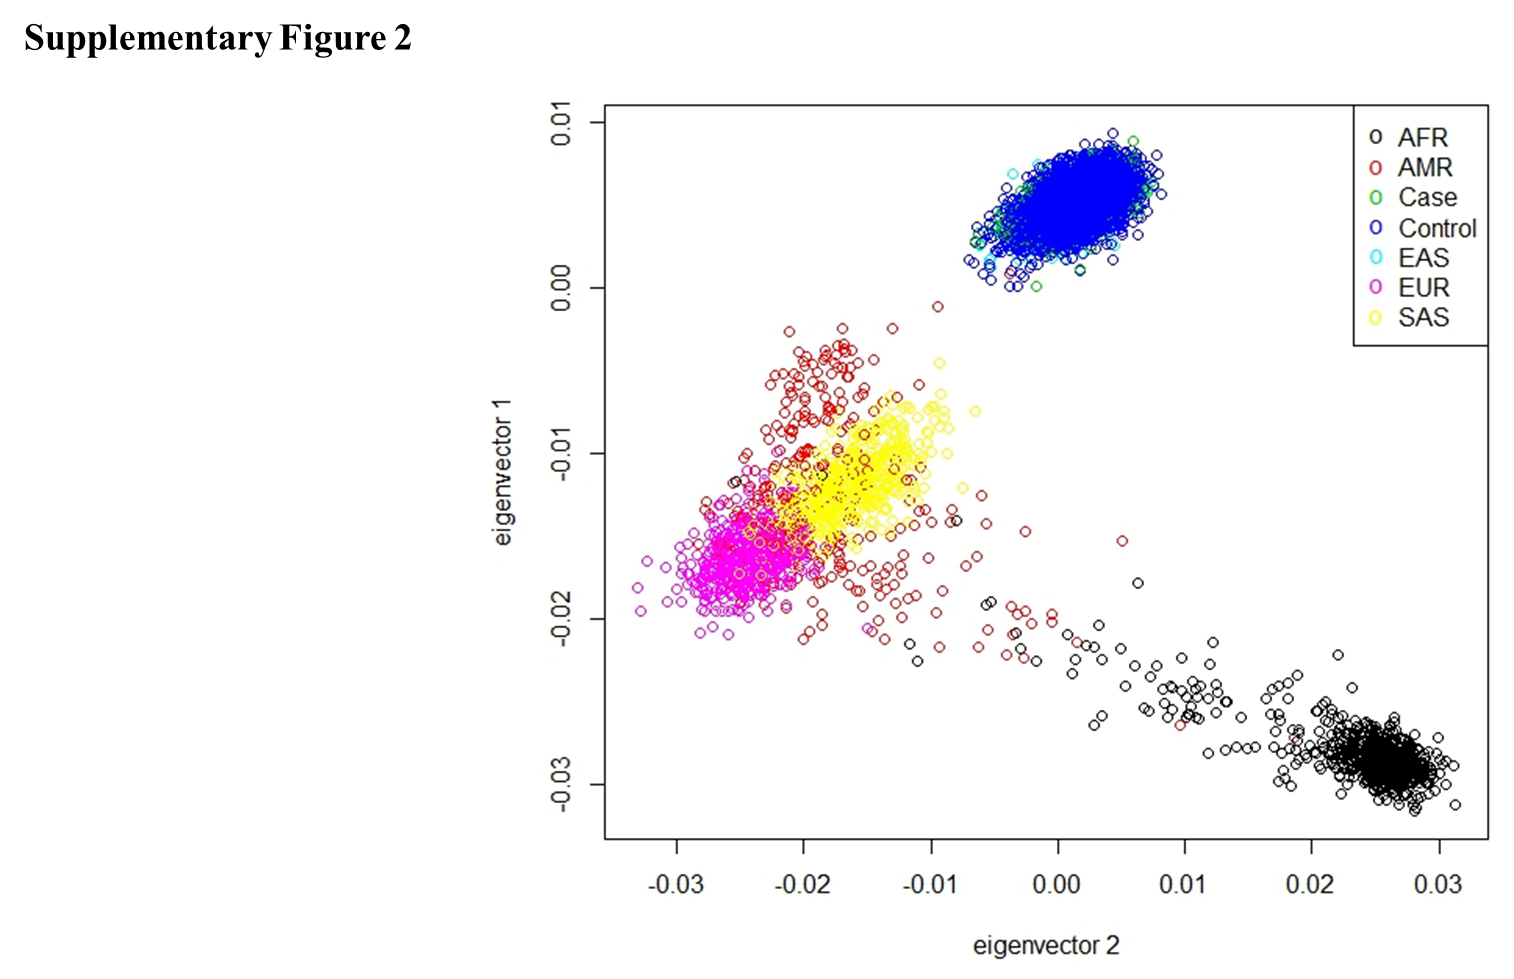 Supplementary Figure 2
0.01
0.00
-0.01
-0.02
-0.03
eigenvector 1
AFR
AMR
Case
Control
EAS
EUR
SAS
-0.03 -0.02 -0.01 0.00 0.01 0.02 0.03
eigenvector 2